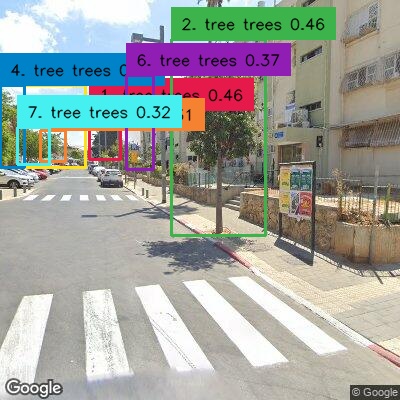 2. tree trees 0.46
6. tree trees 0.37
4. tree trees 0.
1. tree trees 0.46
7. tree trees 0.32
Google
© Google